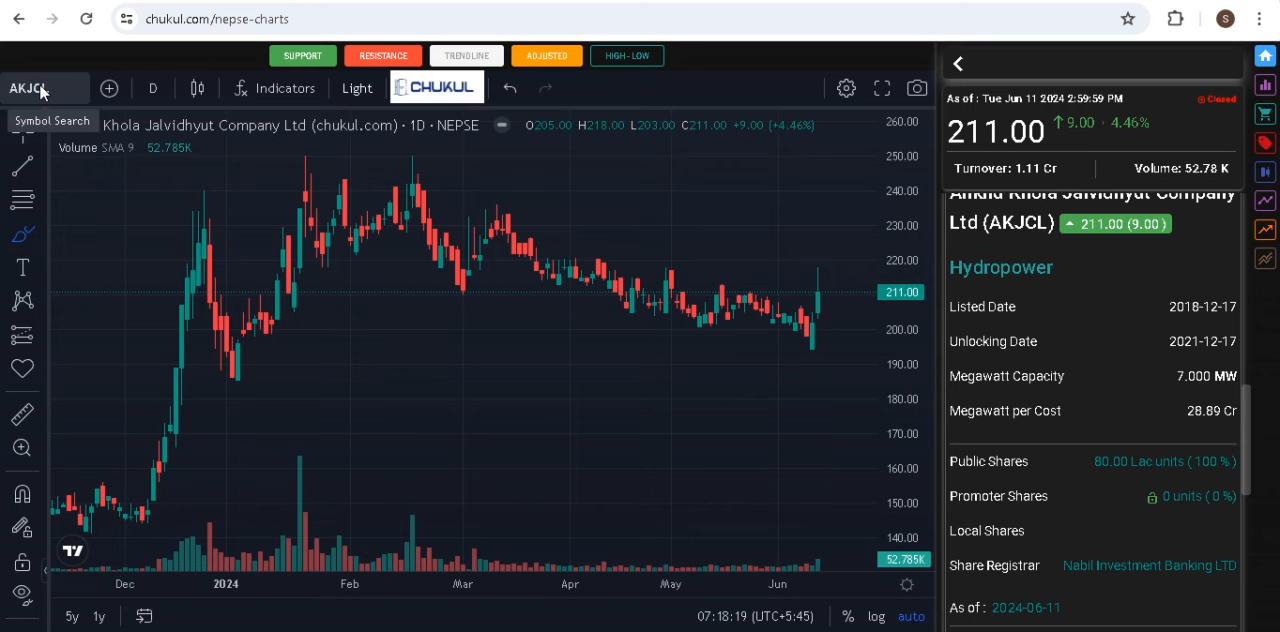 chukul.com/nepse-charts
S
SUPPORT RESISTANCE TRENDLINE ADJUSTED HIGH-LOW
D Indicators Light CHUKUL
Symbol Search
Khola Jalvidhyut Company Ltd (chukul.com) · 1D · NEPSE O205.00 H218.00 L203.00 C211.00 +9.00 (+4.46%)
Volume SMA 9 52.785K
260.00
250.00
240.00
230.00
220.00
211.00
200.00
190.00
180.00
170.00
160.00
150.00
140.00
52.785K
Dec 2024 Feb Mar Apr May Jun
5y 1y 07:18:19 (UTC+5:45) % log auto
As of : Tue Jun 11 2024 2:59:59 PM Closed
211.00 9.00 · 4.46%
Turnover: 1.11 Cr Volume: 52.78 K
Khola Jalvidhyut Company
Ltd (AKJCL) 211.00 (9.00 )
Hydropower
Listed Date 2018-12-17
Unlocking Date 2021-12-17
Megawatt Capacity 7.000 MW
Megawatt per Cost 28.89 Cr
Public Shares 80.00 Lac units ( 100 % )
Promoter Shares 0 units ( 0 %)
Local Shares
Share Registrar Nabil Investment Banking LTD
As of : 2024-06-11